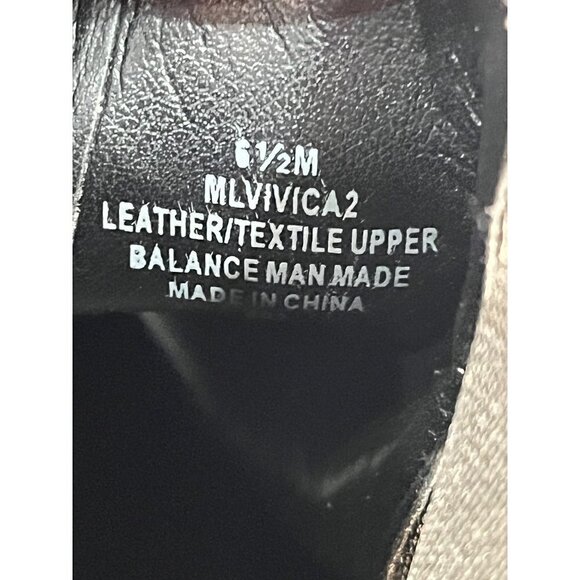 6½M
MLVIVICA2
LEATHER/TEXTILE UPPER
BALANCE MAN MADE
MADE IN CHINA